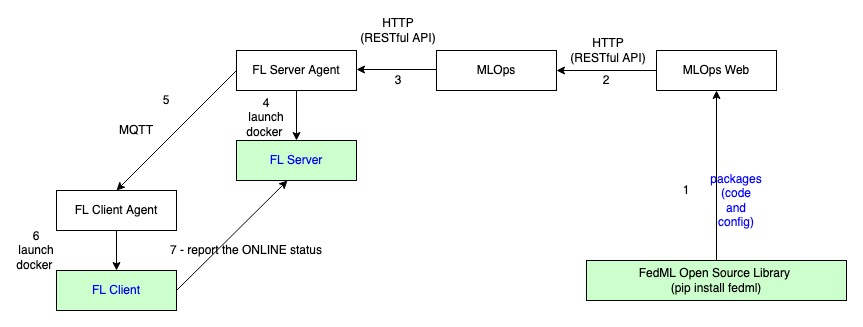 HTTP
(RESTful API)
HTTP
(RESTful API)
FL Server Agent
MLOps
MLOps Web
3
2
5
4
launch
docker
MQTT
FL Server
packages
(code
and
config)
1
FL Client Agent
6
launch
docker
7 - report the ONLINE status
FedML Open Source Library
(pip install fedml)
FL Client